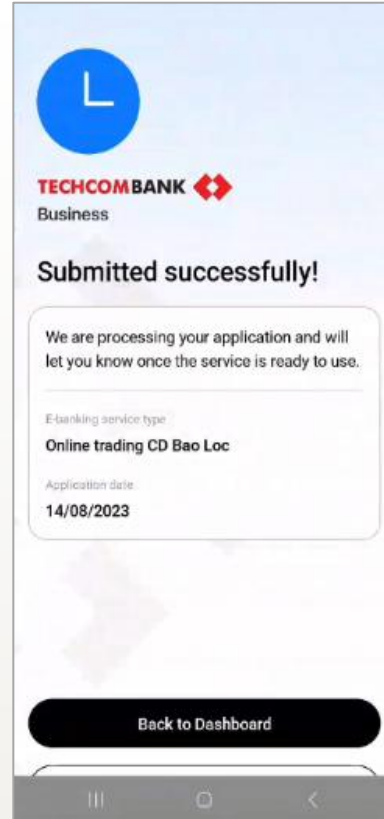 TECHCOMBANK
Business
Submitted successfully!
We are processing your application and will
let you know once the service is ready to use.
E-banking service type
Online trading CD Bao Loc
Application date
14/08/2023
Back to Dashboard